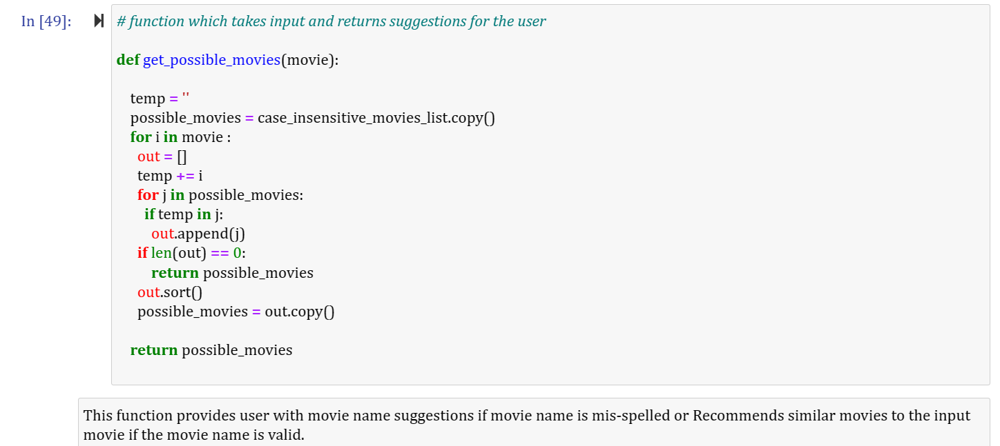 In [49]:
# function which takes input and returns suggestions for the user
def get_possible_movies(movie):
temp = ''
possible_movies = case_insensitive_movies_list.copy()
for i in movie :
out = []
temp += i
for j in possible_movies:
if temp in j:
out.append(j)
if len(out) == 0:
return possible_movies
out.sort()
possible_movies = out.copy()
return possible_movies
This function provides user with movie name suggestions if movie name is mis-spelled or Recommends similar movies to the input
movie if the movie name is valid.